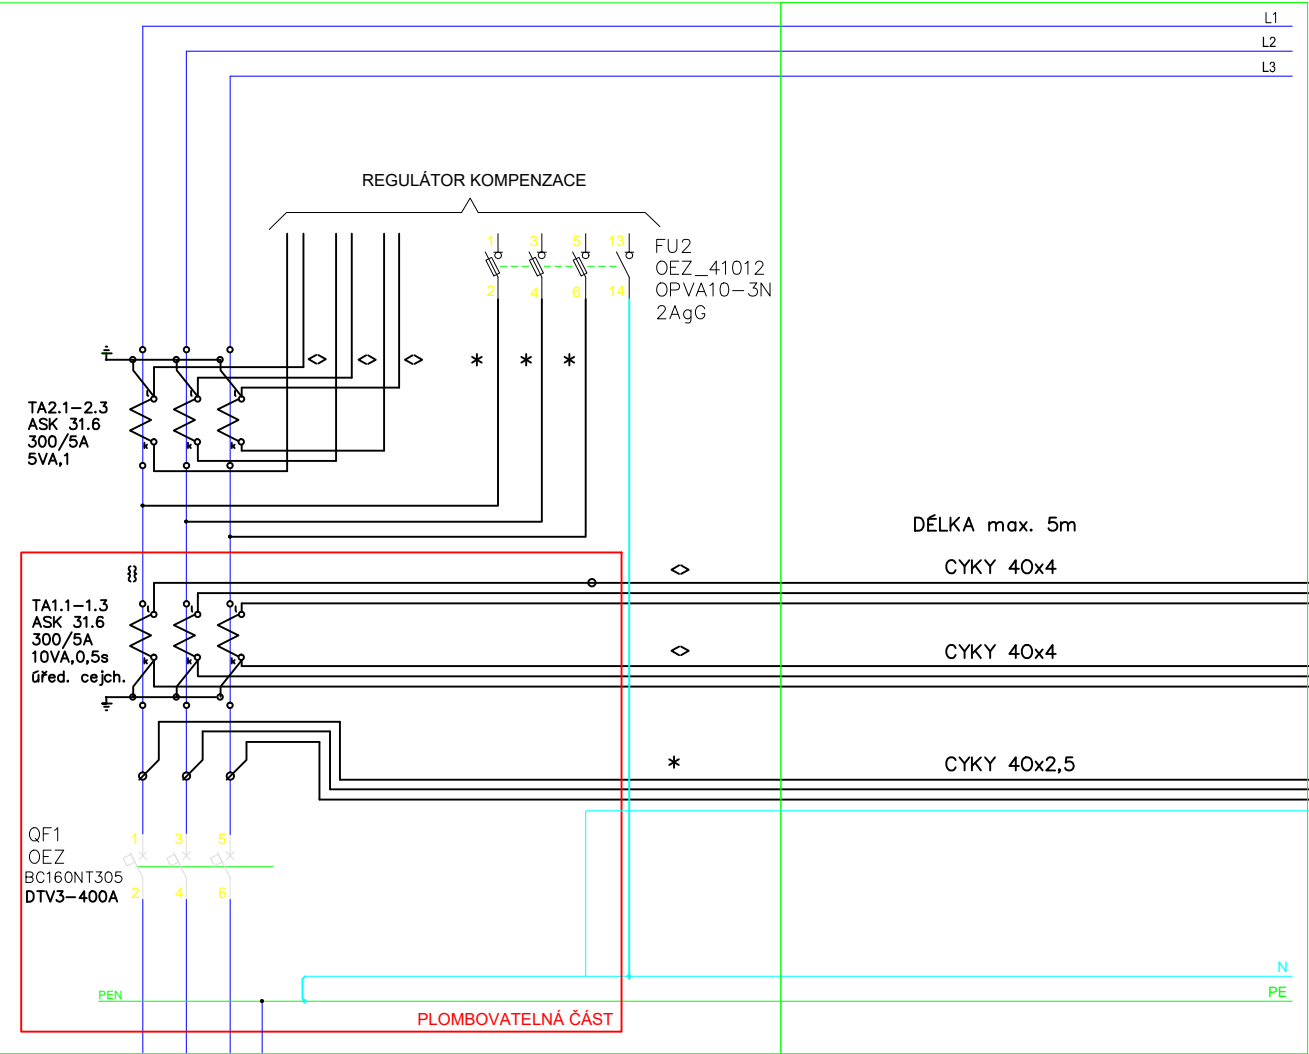 L1
L2
L3
REGULÁTOR KOMPENZACE
1 3 5 13
2 4 6 14
FU2
OEZ_41012
OPVA10-3N
2AgG
<> <> <> * * *
l l l
k k k
TA2.1-2.3
ASK 31.6
300/5A
5VA,1
DÉLKA max. 5m
<> CYKY 4Ox4
TA1.1-1.3
ASK 31.6
300/5A
10VA,0,5s
úřed. cejch.
l l l
k k k
<> CYKY 4Ox4
* CYKY 4Ox2,5
QF1
OEZ
BC160NT305
DTV3-400A
1 3 5
2 4 6
N
PEN
PE
PLOMBOVATELNÁ ČÁST